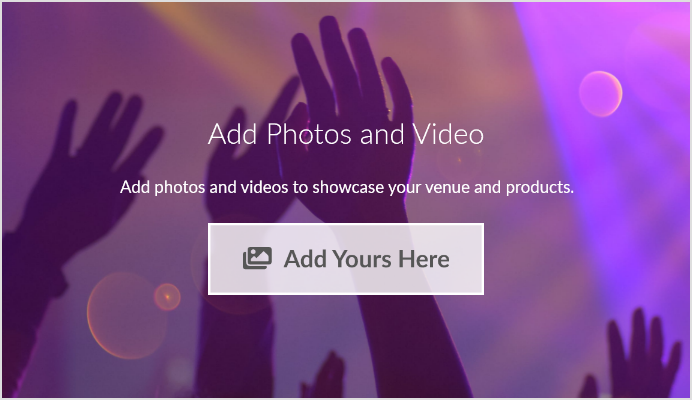 Add Photos and Video
Add photos and videos to showcase your venue and products.
Add Yours Here